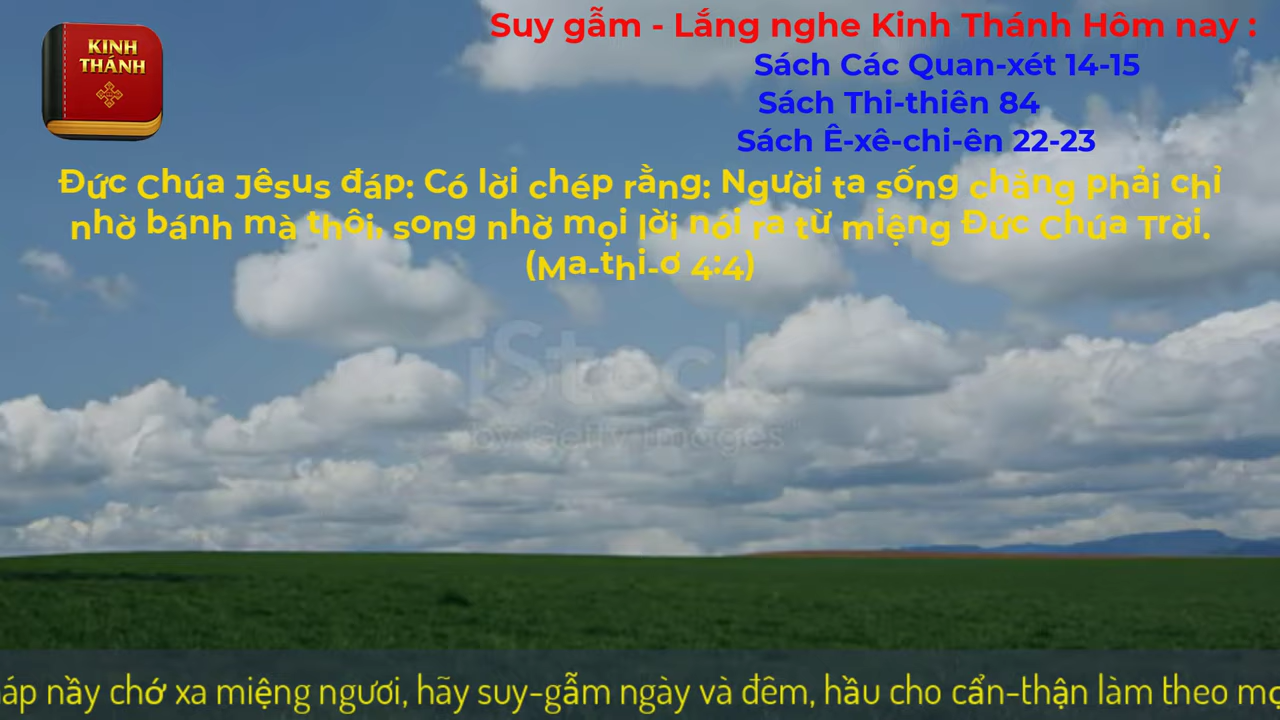 KINH
THÁNH
Suy gẫm - Lắng nghe Kinh Thánh Hôm nay :
Sách Các Quan-xét 14-15
Sách Thi-thiên 84
Sách Ê-xê-chi-ên 22-23
Đức Chúa Jêsus đáp: Có lời chép rằng: Người ta sống chẳng phải chỉ
nhờ bánh mà thôi, song nhờ mọi lời nói ra từ miệng Đức Chúa Trời.
(Ma-thi-ơ 4:4)
iStock
by Getty Images™
nầy chớ xa miệng ngươi, hãy suy-gẫm ngày và đêm, hầu cho cẩn-thận làm theo